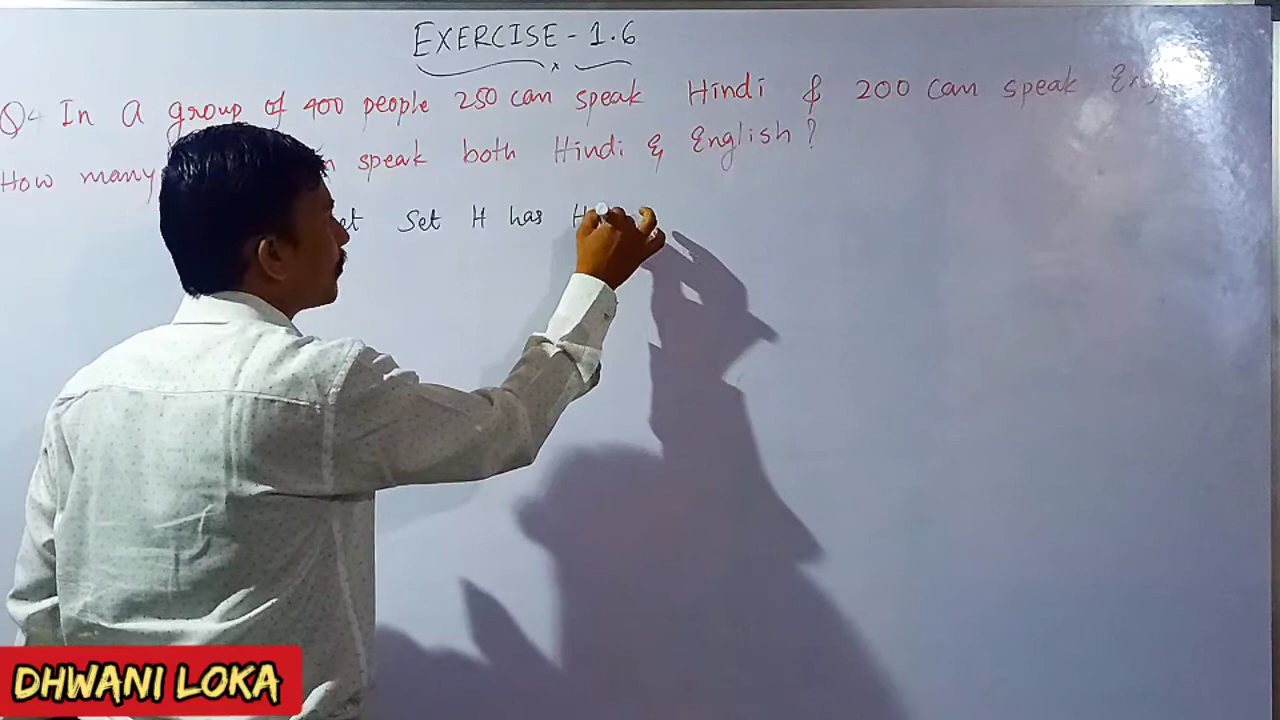 EXERCISE - 1.6
Q. In a group of 400 people 250 can speak Hindi & 200 can speak
How many speak both Hindi & English ?
Set H has
DHWANI LOKA